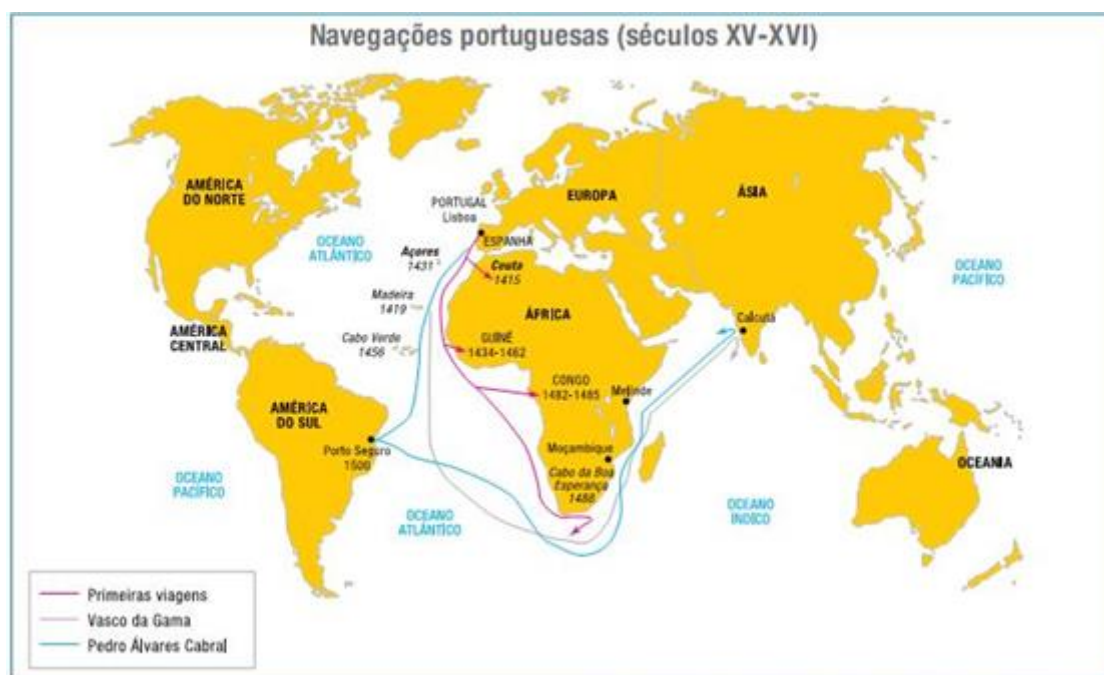 Navegações portuguesas (séculos XV-XVI)
AMÉRICA
DO NORTE
EUROPA
ÁSIA
PORTUGAL
Lisboa
ESPANHA
OCEANO
ATLÂNTICO
Açores
1431
Ceuta
1415
OCEANO
PACÍFICO
Madeira
1419
ÁFRICA
Calicutá
AMÉRICA
CENTRAL
Cabo Verde
1456
GUINÉ
1434-1462
CONGO
1482-1485
Melinde
AMÉRICA
DO SUL
Porto Seguro
1500
Moçambique
Cabo da Boa
Esperança
1488
OCEANIA
OCEANO
PACÍFICO
OCEANO
ATLÂNTICO
OCEANO
ÍNDICO
Primeiras viagens
Vasco da Gama
Pedro Álvares Cabral